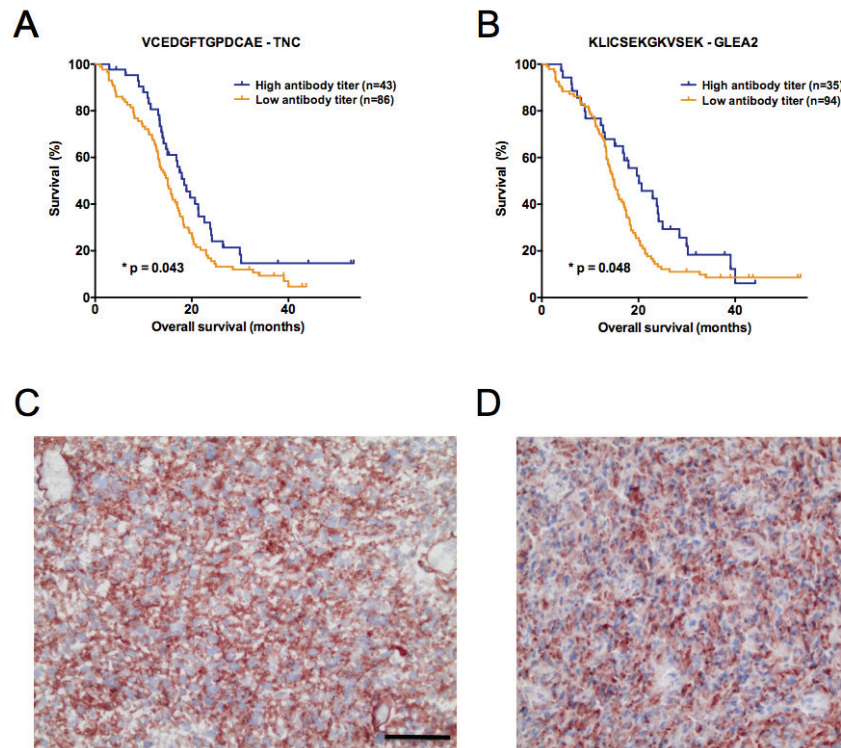 A
VCEDGFTGPDCAE - TNC
100
80
60
40
20
0
Survival (%)
High antibody titer (n=43)
Low antibody titer (n=86)
* p = 0.043
0 20 40
Overall survival (months)
B
KLICSEKGKVSEK - GLEA2
100
80
60
40
20
0
Survival (%)
High antibody titer (n=35)
Low antibody titer (n=94)
* p = 0.048
0 20 40
Overall survival (months)
C
D